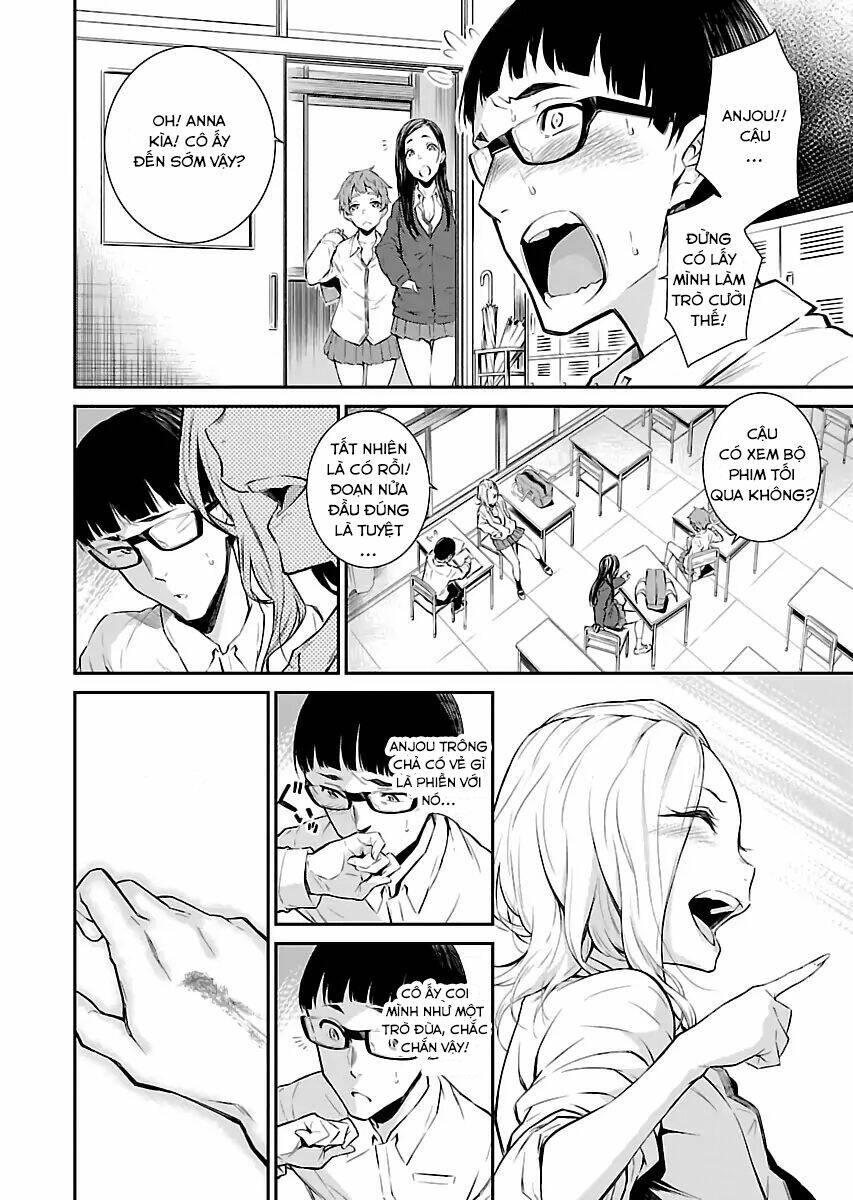 ANJOU!!
CẬU
...
ĐỪNG
CÓ LẤY
MÌNH LÀM
TRÒ CƯỜI
THẾ!
OH! ANNA
KÌA! CÔ ẤY
ĐẾN SỚM VẬY?
CẬU
CÓ XEM BỘ
PHIM TỐI
QUA KHÔNG?
TẤT NHIÊN
LÀ CÓ RỒI!
ĐOẠN NỬA
ĐẦU ĐÚNG
LÀ TUYỆT
...
ANJOU TRÔNG
CHẢ CÓ VẺ GÌ
LÀ PHIỀN VỚI
NÓ...
CÔ ẤY COI
MÌNH NHƯ MỘT
TRÒ ĐÙA, CHẮC
CHẮN VẬY!